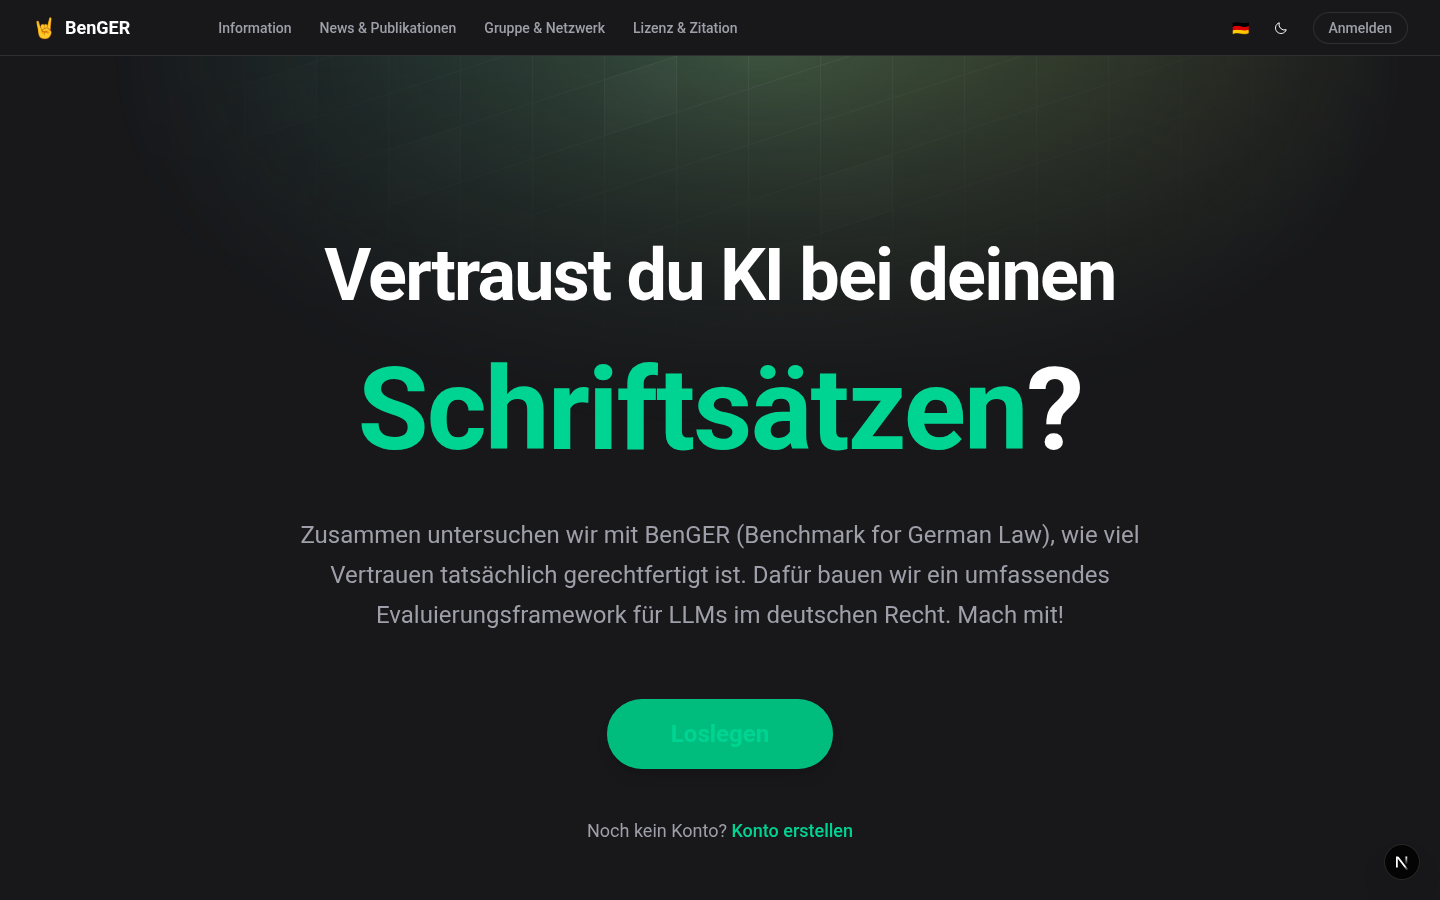 BenGER
Information
News & Publikationen
Gruppe & Netzwerk
Lizenz & Zitation
Anmelden
Vertraust du KI bei deinen
Schriftsätzen?
Zusammen untersuchen wir mit BenGER (Benchmark for German Law), wie viel
Vertrauen tatsächlich gerechtfertigt ist. Dafür bauen wir ein umfassendes
Evaluierungsframework für LLMs im deutschen Recht. Mach mit!
Loslegen
Noch kein Konto? Konto erstellen
N